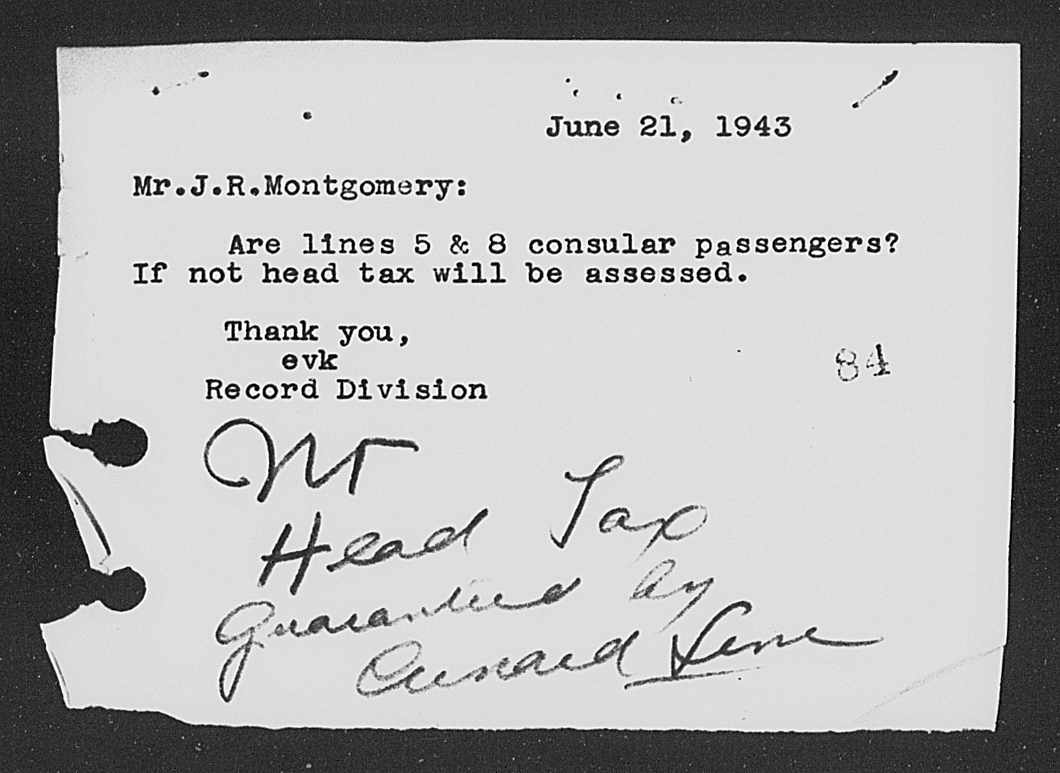 June 21, 1943
Mr.J.R.Montgomery:
Are lines 5 & 8 consular passengers?
If not head tax will be assessed.
Thank you,
evk
Record Division
84
Head Tax
Guaranteed by
Cunard Line